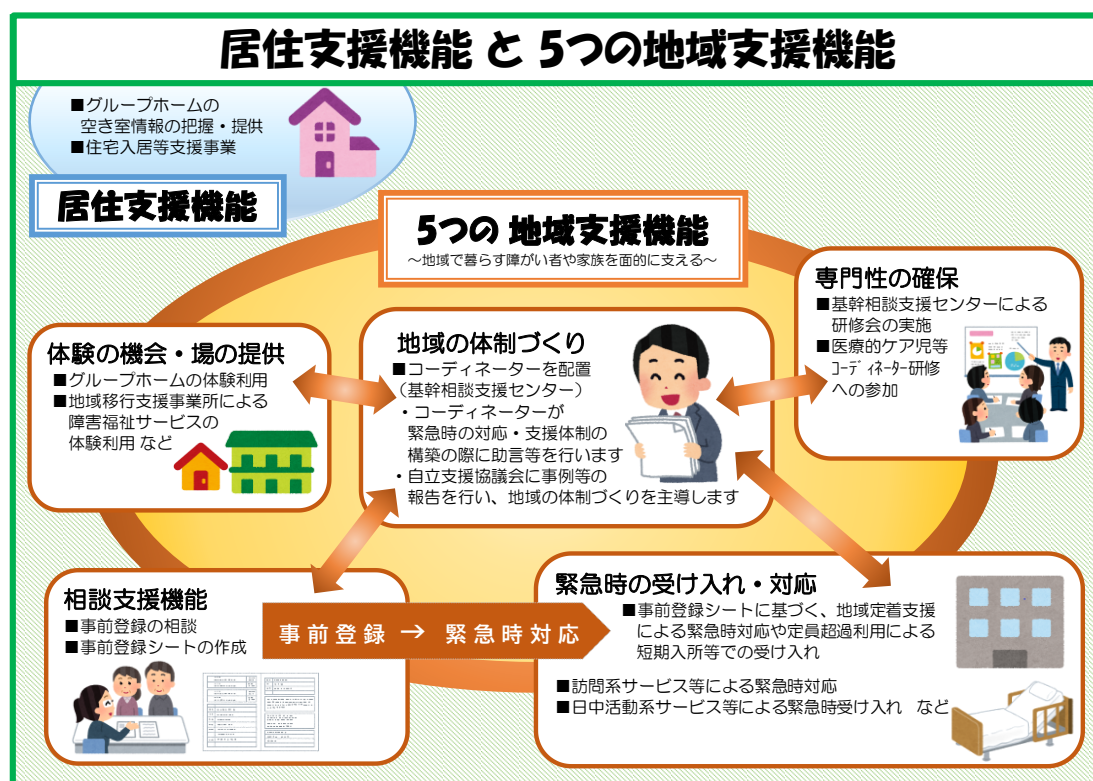 居住支援機能 と 5つの地域支援機能
■グループホームの
空き室情報の把握・提供
■住宅入居等支援事業
居住支援機能
5つの 地域支援機能
～地域で暮らす障がい者や家族を面的に支える～
専門性の確保
■基幹相談支援センターによる
研修会の実施
■医療的ケア児等
コーディネーター研修
への参加
体験の機会・場の提供
■グループホームの体験利用
■地域移行支援事業所による
障害福祉サービスの
体験利用 など
地域の体制づくり
■コーディネーターを配置
（基幹相談支援センター）
・コーディネーターが
緊急時の対応・支援体制の
構築の際に助言等を行います
・自立支援協議会に事例等の
報告を行い、地域の体制づくりを主導します
相談支援機能
■事前登録の相談
■事前登録シートの作成
事前登録 → 緊急時対応
緊急時の受け入れ・対応
■事前登録シートに基づく、地域定着支援
による緊急時対応や定員超過利用による
短期入所等での受け入れ
■訪問系サービス等による緊急時対応
■日中活動系サービス等による緊急時受け入れ など